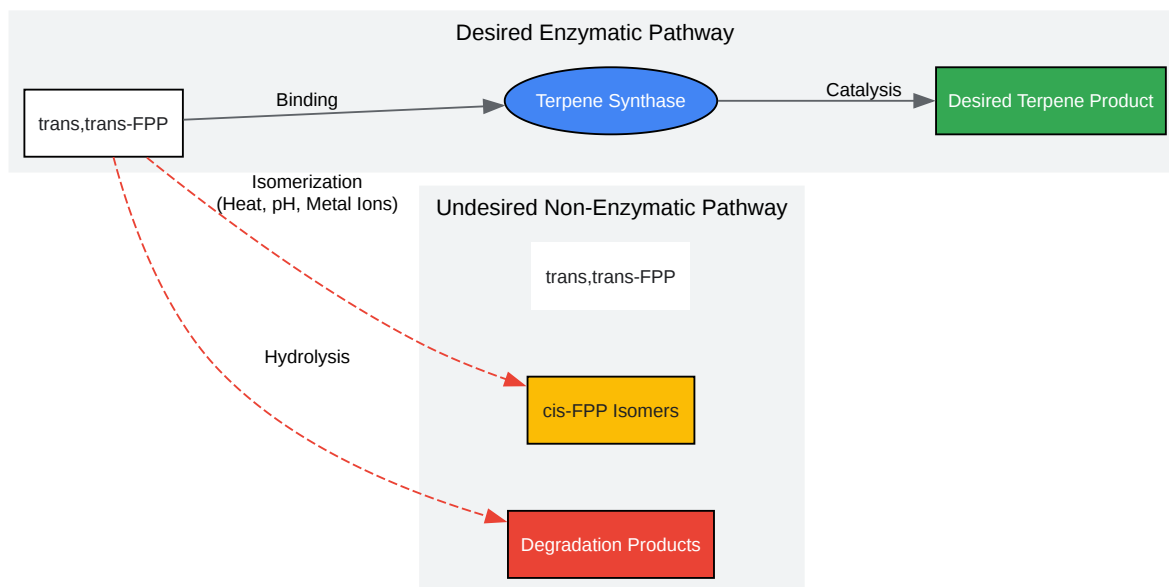 Desired Enzymatic Pathway
trans,trans-FPP
Binding
Terpene Synthase
Catalysis
Desired Terpene Product
Isomerization
(Heat, pH, Metal Ions)
Undesired Non-Enzymatic Pathway
trans,trans-FPP
Hydrolysis
cis-FPP Isomers
Degradation Products